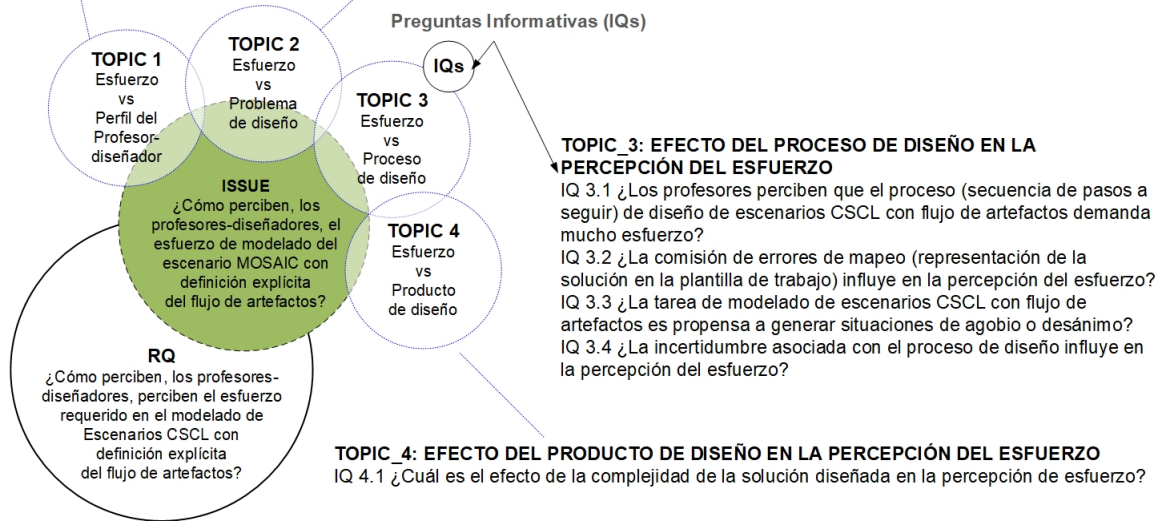 Preguntas Informativas (IQs)
TOPIC 1
Esfuerzo
vs
Perfil del
Profesor-
diseñador
TOPIC 2
Esfuerzo
vs
Problema
de diseño
IQs
TOPIC 3
Esfuerzo
vs
Proceso
de diseño
TOPIC 4
Esfuerzo
vs
Producto
de diseño
ISSUE
¿Cómo perciben, los
profesores-diseñadores, el
esfuerzo de modelado del
escenario MOSAIC con
definición explícita
del flujo de artefactos?
RQ
¿Cómo perciben, los profesores-
diseñadores, perciben el esfuerzo
requerido en el modelado de
Escenarios CSCL con
definición explícita
del flujo de artefactos?
TOPIC_3: EFECTO DEL PROCESO DE DISEÑO EN LA
PERCEPCIÓN DEL ESFUERZO
IQ 3.1 ¿Los profesores perciben que el proceso (secuencia de pasos a
seguir) de diseño de escenarios CSCL con flujo de artefactos demanda
mucho esfuerzo?
IQ 3.2 ¿La comisión de errores de mapeo (representación de la
solución en la plantilla de trabajo) influye en la percepción del esfuerzo?
IQ 3.3 ¿La tarea de modelado de escenarios CSCL con flujo de
artefactos es propensa a generar situaciones de agobio o desánimo?
IQ 3.4 ¿La incertidumbre asociada con el proceso de diseño influye en
la percepción del esfuerzo?
TOPIC_4: EFECTO DEL PRODUCTO DE DISEÑO EN LA PERCEPCIÓN DEL ESFUERZO
IQ 4.1 ¿Cuál es el efecto de la complejidad de la solución diseñada en la percepción de esfuerzo?